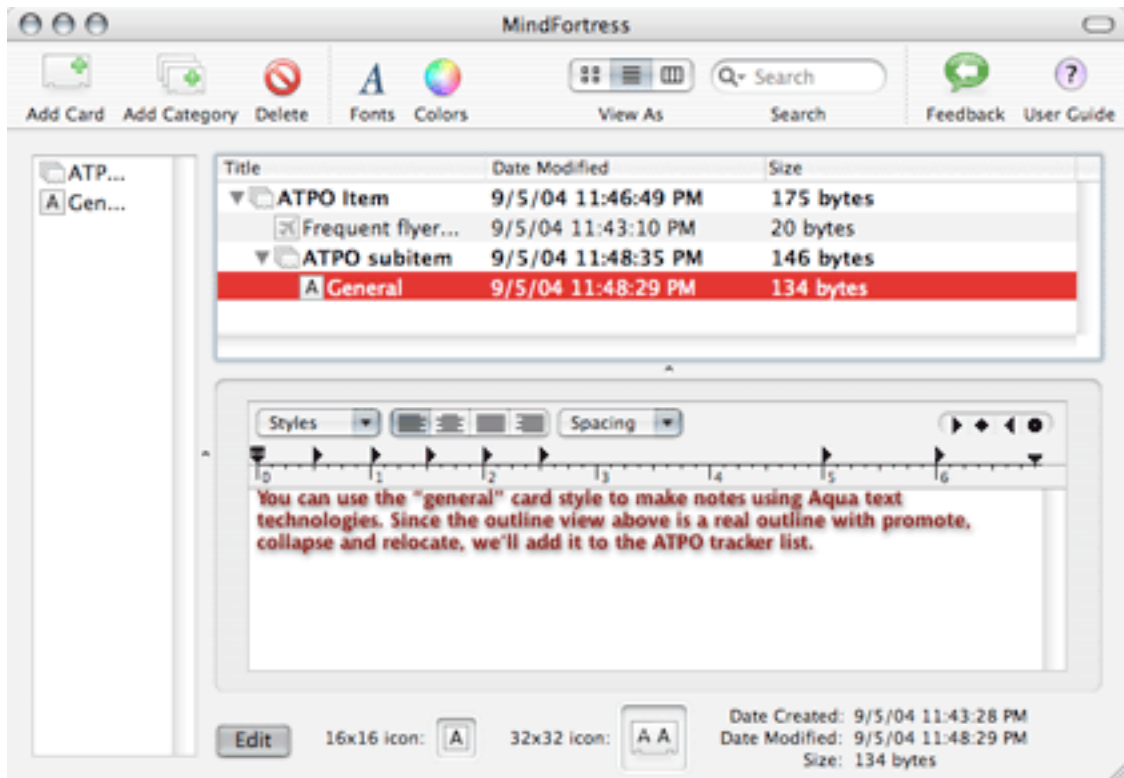 MindFortress
Add Card Add Category Delete Fonts Colors View As Search Search Feedback User Guide
ATP...
A Gen...
Title Date Modified Size
ATPO Item 9/5/04 11:46:49 PM 175 bytes
Frequent flyer... 9/5/04 11:43:10 PM 20 bytes
ATPO subitem 9/5/04 11:48:35 PM 146 bytes
A General 9/5/04 11:48:29 PM 134 bytes
Styles Spacing
0 1 2 3 4 5 6
You can use the "general" card style to make notes using Aqua text
technologies. Since the outline view above is a real outline with promote,
collapse and relocate, we'll add it to the ATPO tracker list.
Edit 16x16 icon: A 32x32 icon: A A
Date Created: 9/5/04 11:43:28 PM
Date Modified: 9/5/04 11:48:29 PM
Size: 134 bytes